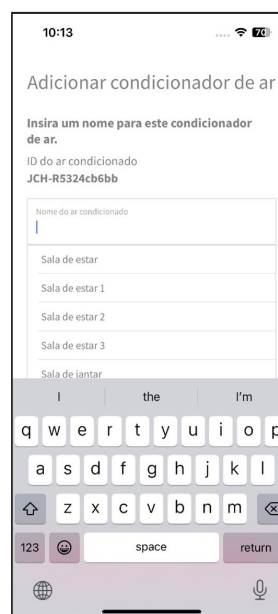 10:13
70
Adicionar condicionador de ar
Insira um nome para este condicionador
de ar.
ID do ar condicionado
JCH-R5324cb6bb
Nome do ar condicionado
Sala de estar
Sala de estar 1
Sala de estar 2
Sala de estar 3
Sala de jantar
I the I'm
q w e r t y u i o p
a s d f g h j k l
z x c v b n m
123 space return